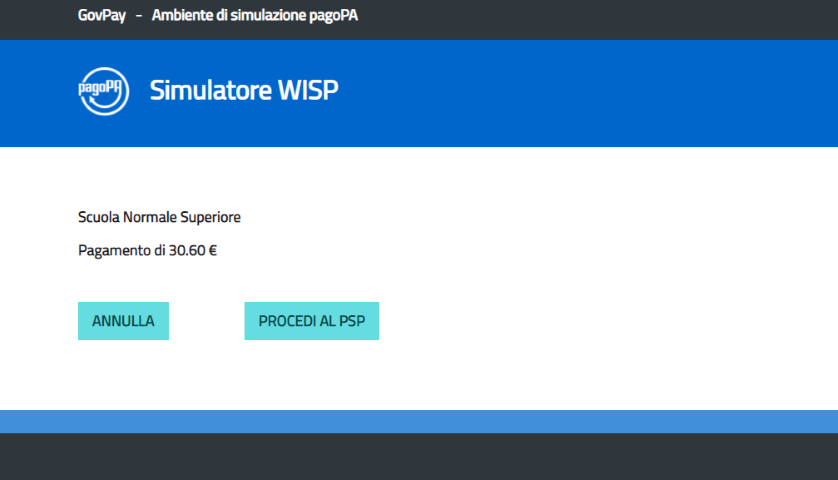 GovPay - Ambiente di simulazione pagoPA
pagoPA
Simulatore WISP
Scuola Normale Superiore
Pagamento di 30.60 €
ANNULLA
PROCEDI AL PSP